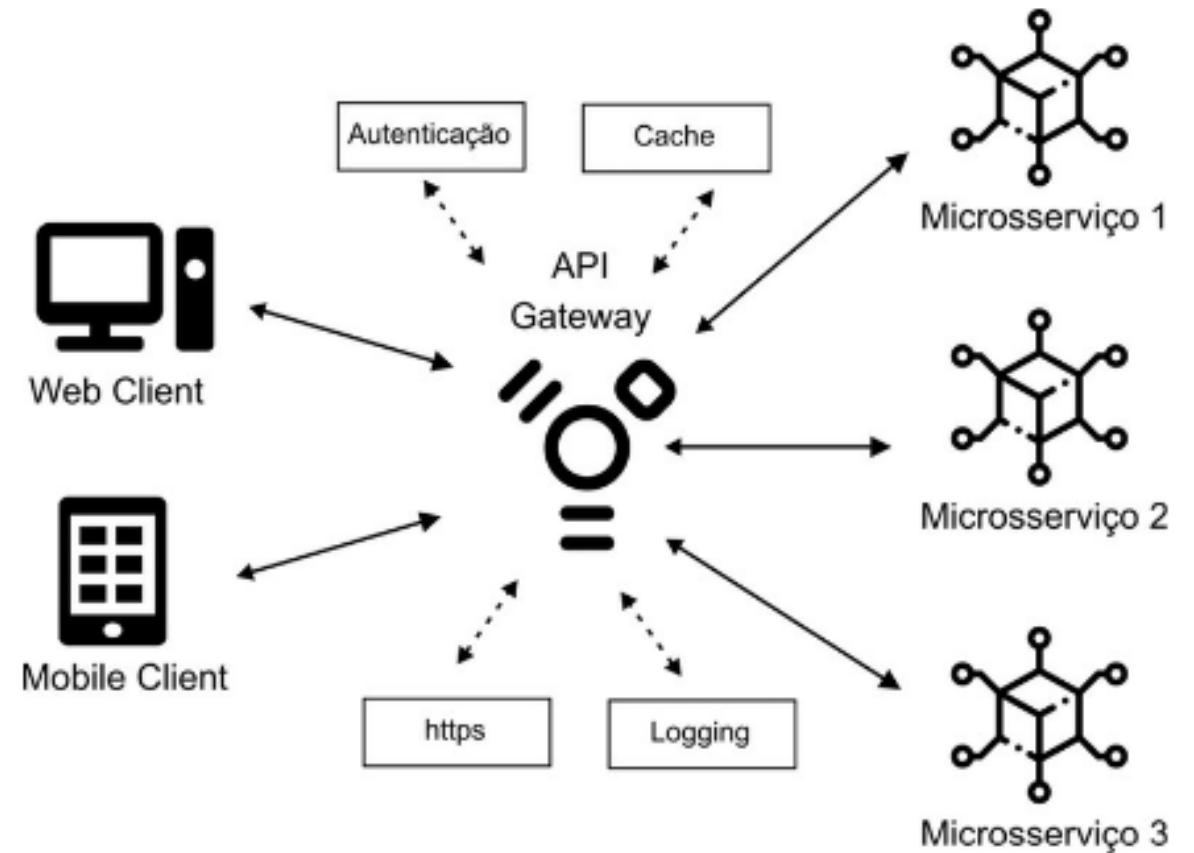 Autenticação
Cache
Microsserviço 1
API
Gateway
Web Client
Microsserviço 2
Mobile Client
https
Logging
Microsserviço 3